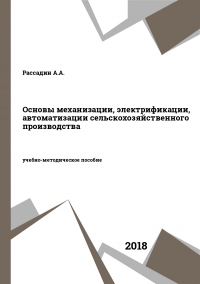 Рассадин А.А.
Основы механизации, электрификации,
автоматизации сельскохозяйственного
производства
учебно-методическое пособие
2018